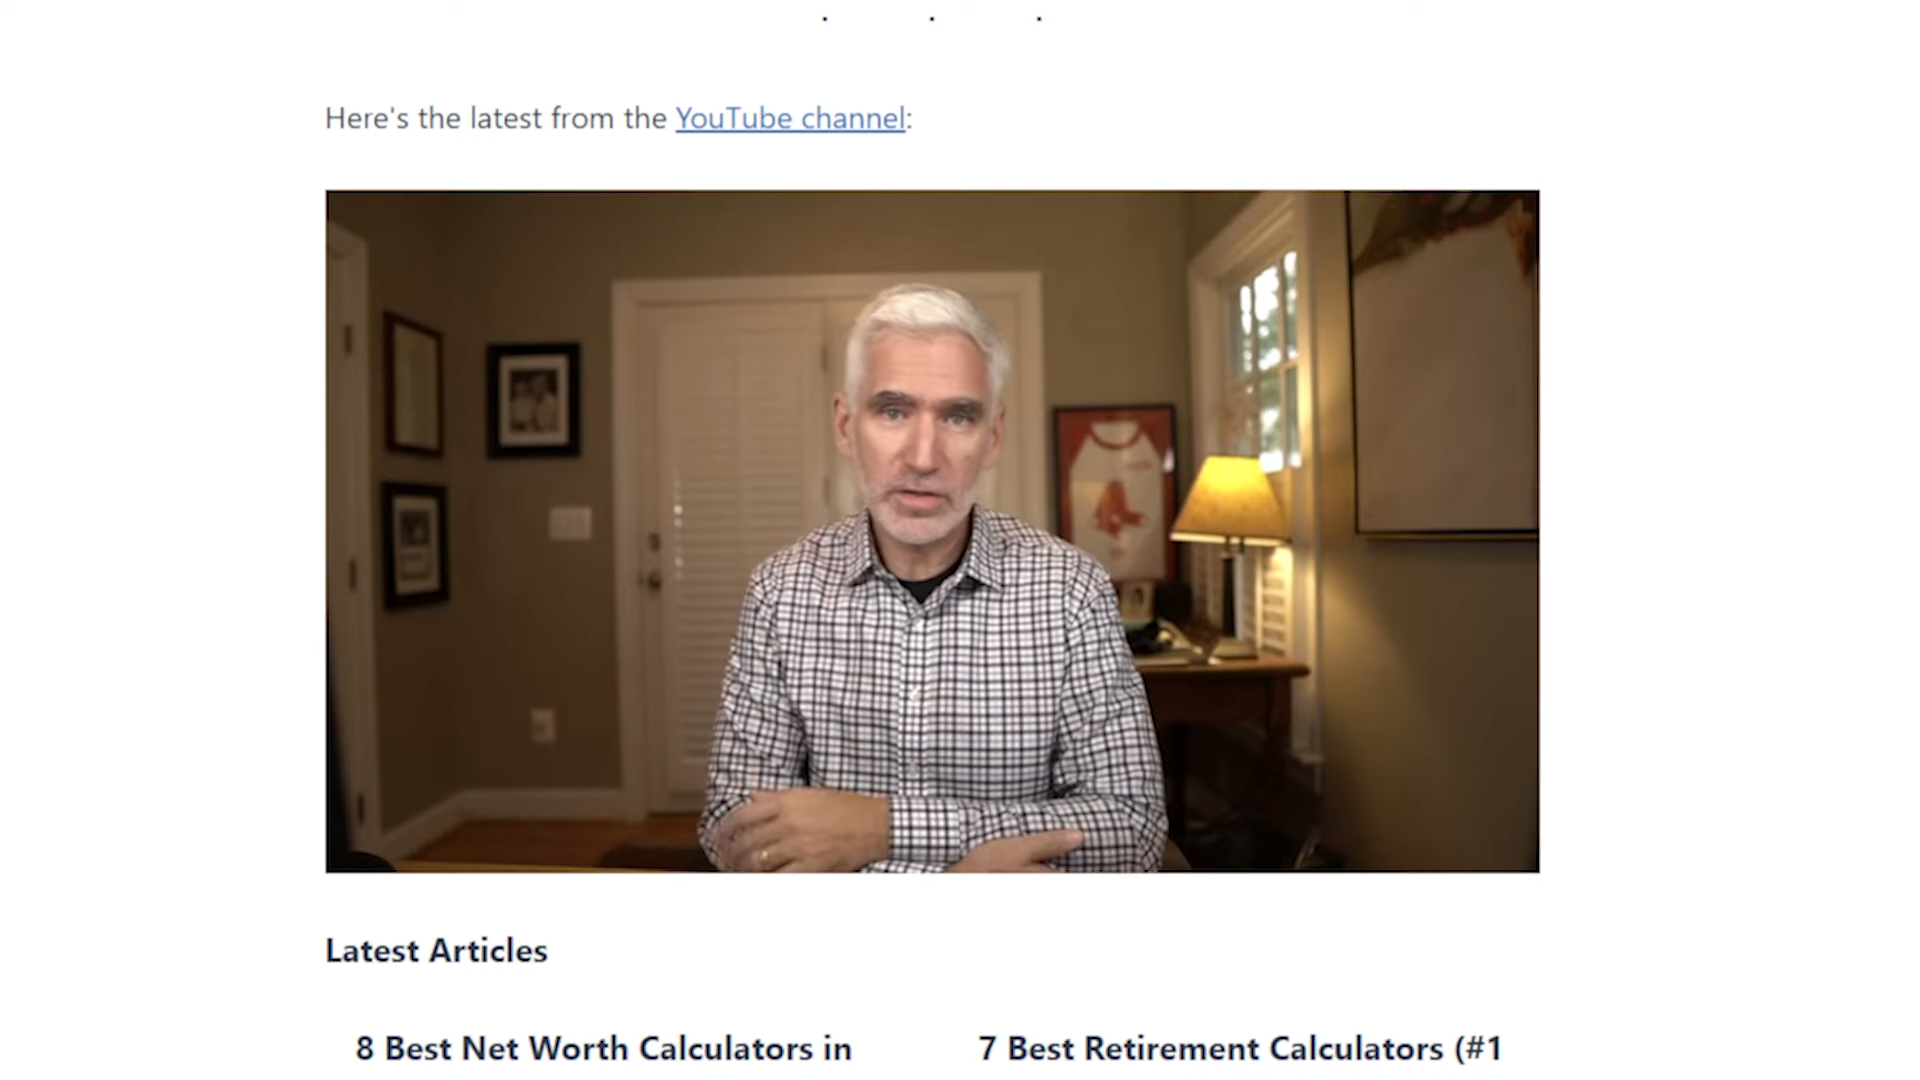 Here's the latest from the YouTube channel:
Latest Articles
8 Best Net Worth Calculators in
7 Best Retirement Calculators (#1